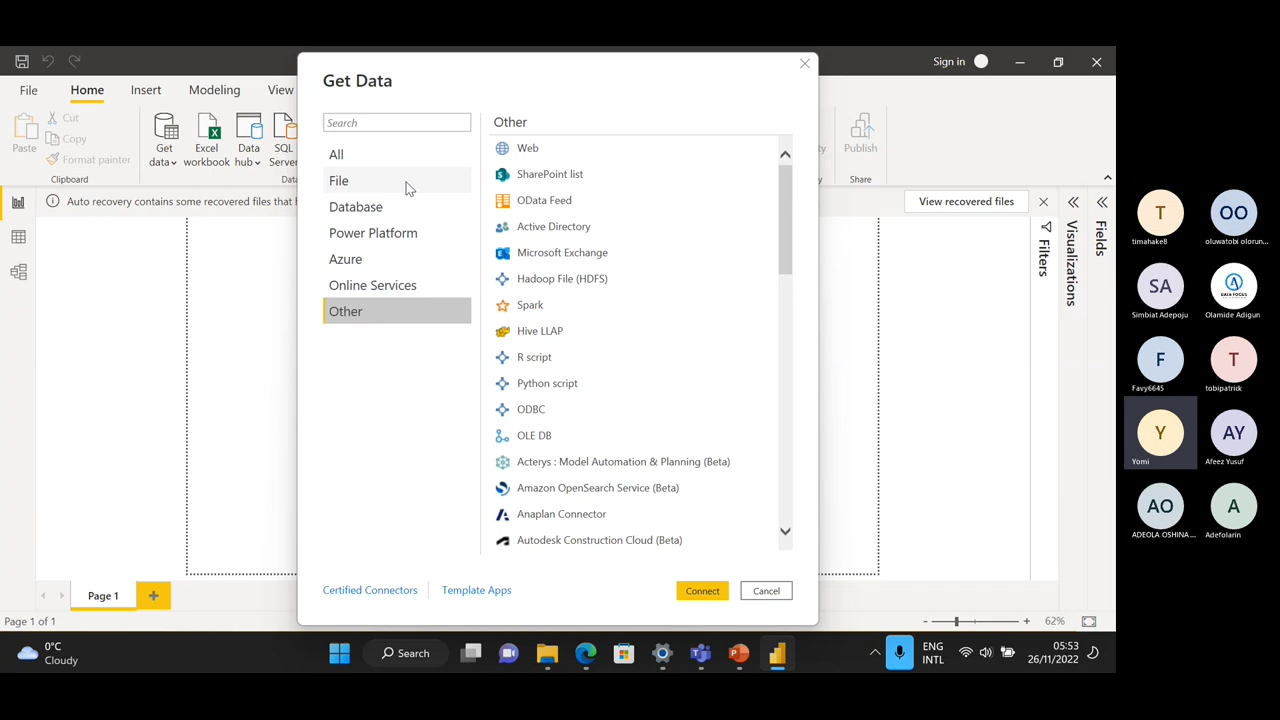 Sign in
File
Home
Insert
Modeling
View
Paste
Cut
Copy
Format painter
Clipboard
Get data
Excel workbook
Data hub
SQL Server
Publish
Share
Auto recovery contains some recovered files that
View recovered files
Get Data
Search
All
File
Database
Power Platform
Azure
Online Services
Other
Other
Web
SharePoint list
OData Feed
Active Directory
Microsoft Exchange
Hadoop File (HDFS)
Spark
Hive LLAP
R script
Python script
ODBC
OLE DB
Acterys : Model Automation & Planning (Beta)
Amazon OpenSearch Service (Beta)
Anaplan Connector
Autodesk Construction Cloud (Beta)
Certified Connectors
Template Apps
Connect
Cancel
Filters
Visualizations
Fields
Page 1
Page 1 of 1
- + 62%
0°C
Cloudy
Search
ENG
INTL
05:53
26/11/2022
T
timahake8
OO
oluwatobi olorun...
SA
Simbiat Adepoju
DATA FOCUS
Olamide Adigun
F
Favy6645
T
tobipatrick
Y
Yomi
AY
Afeez Yusuf
AO
ADEOLA OSHINA...
A
Adefolarin